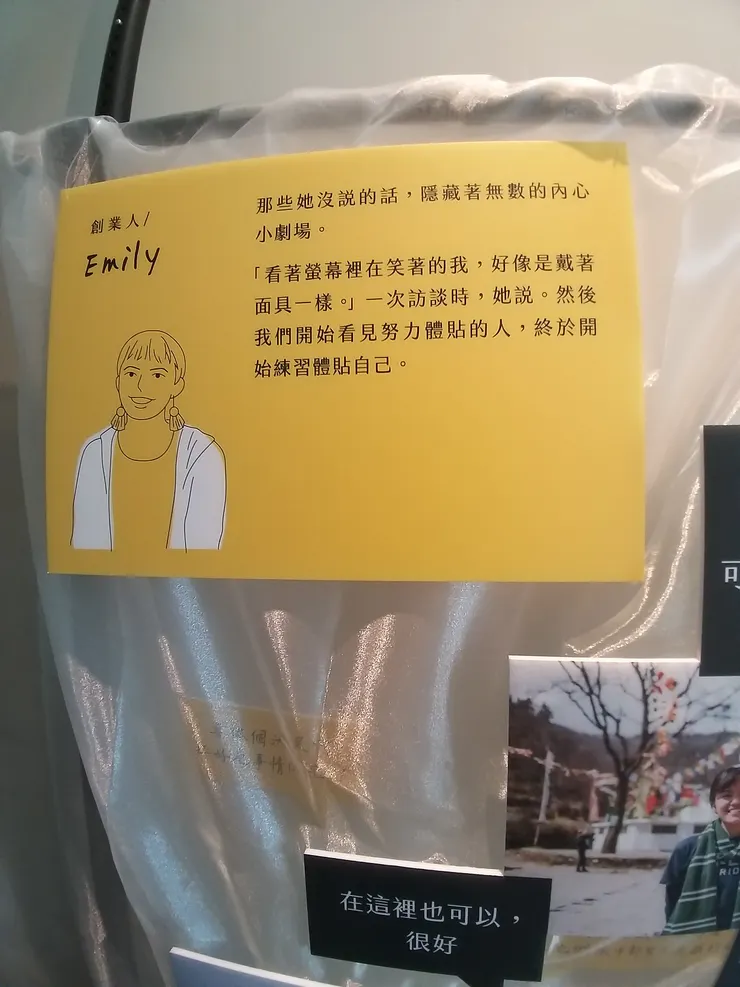 創業人/
Emily
那些她沒説的話，隱藏著無數的內心
小劇場。
「看著螢幕裡在笑著的我，好像是戴著
面具一樣。」一次訪談時，她說。然後
我們開始看見努力體貼的人，終於開
始練習體貼自己。
在這裡也可以，
很好